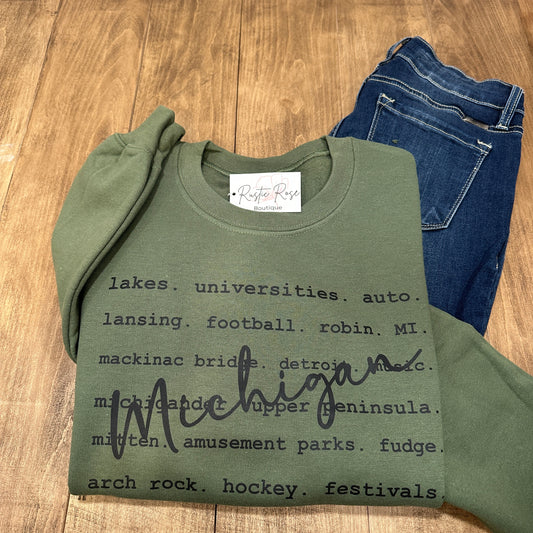 Rustic Rose
Boutique
lakes. universities. auto.
lansing. football. robin. MI.
mackinac bridge. detroit. music.
Michigan
michigander. upper peninsula.
mitten. amusement parks. fudge.
arch rock. hockey. festivals.